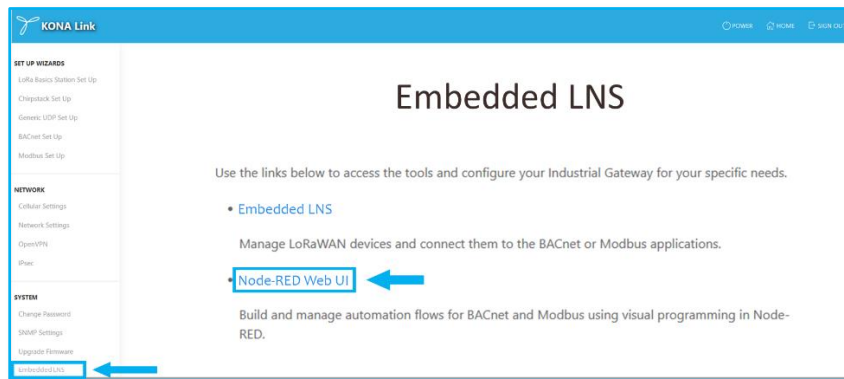 KONA Link
POWER HOME SIGN OUT
SET UP WIZARDS
LoRa Basics Station Set Up
Chirpstack Set Up
Generic UDP Set Up
BACnet Set Up
Modbus Set Up
NETWORK
Cellular Settings
Network Settings
OpenVPN
IPsec
SYSTEM
Change Password
SNMP Settings
Upgrade Firmware
Embedded LNS
Embedded LNS
Use the links below to access the tools and configure your Industrial Gateway for your specific needs.
• Embedded LNS
Manage LoRaWAN devices and connect them to the BACnet or Modbus applications.
• Node-RED Web UI
Build and manage automation flows for BACnet and Modbus using visual programming in Node-
RED.